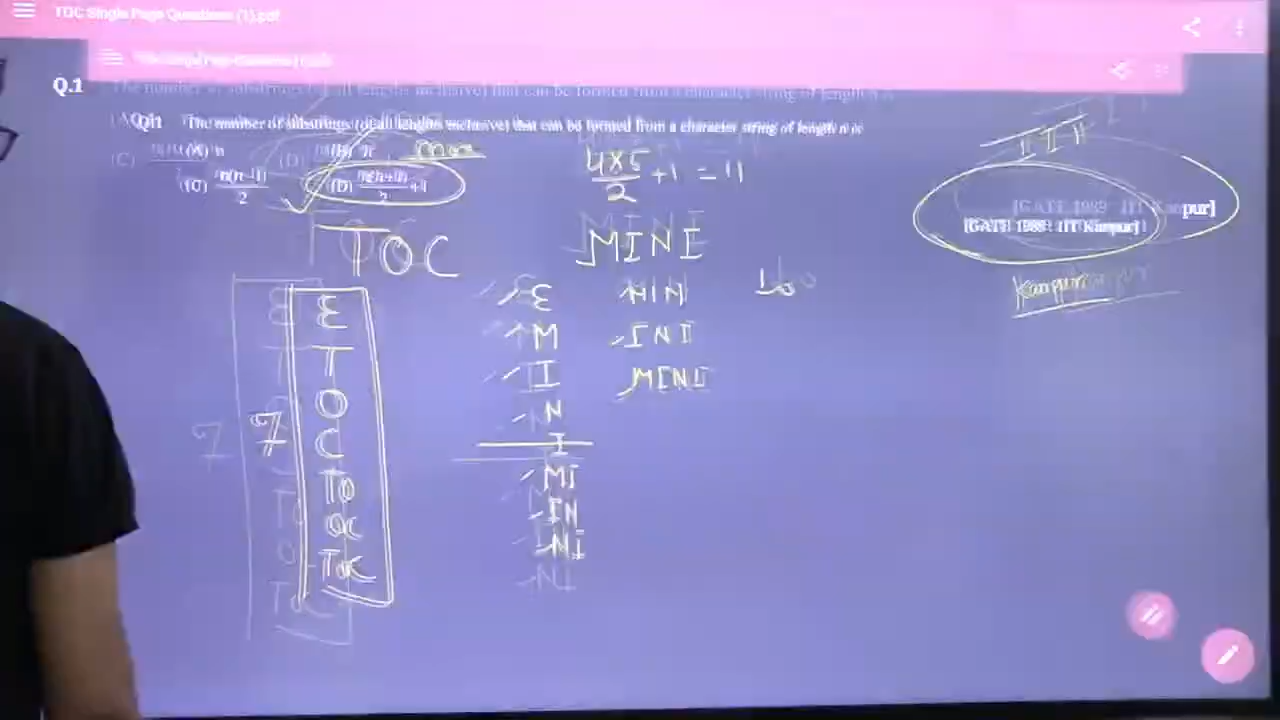 TOC Single Page Questions (1).pdf
Q.1 The number of substrings (of all lengths inclusive) that can be formed from a character string of length n is
(A) n
(C) n(n-1)/2 (D) n(n+1)/2 +1
[GATE 1989 : IIT Kanpur]
Kanpur
max
4×5/2 +1 = 11
TOC
ε
T
O
C
TO
OC
TOC
7
MINI
ε
M
I
N
I
MI
IN
NI
MIN
INI
MINI
IIT